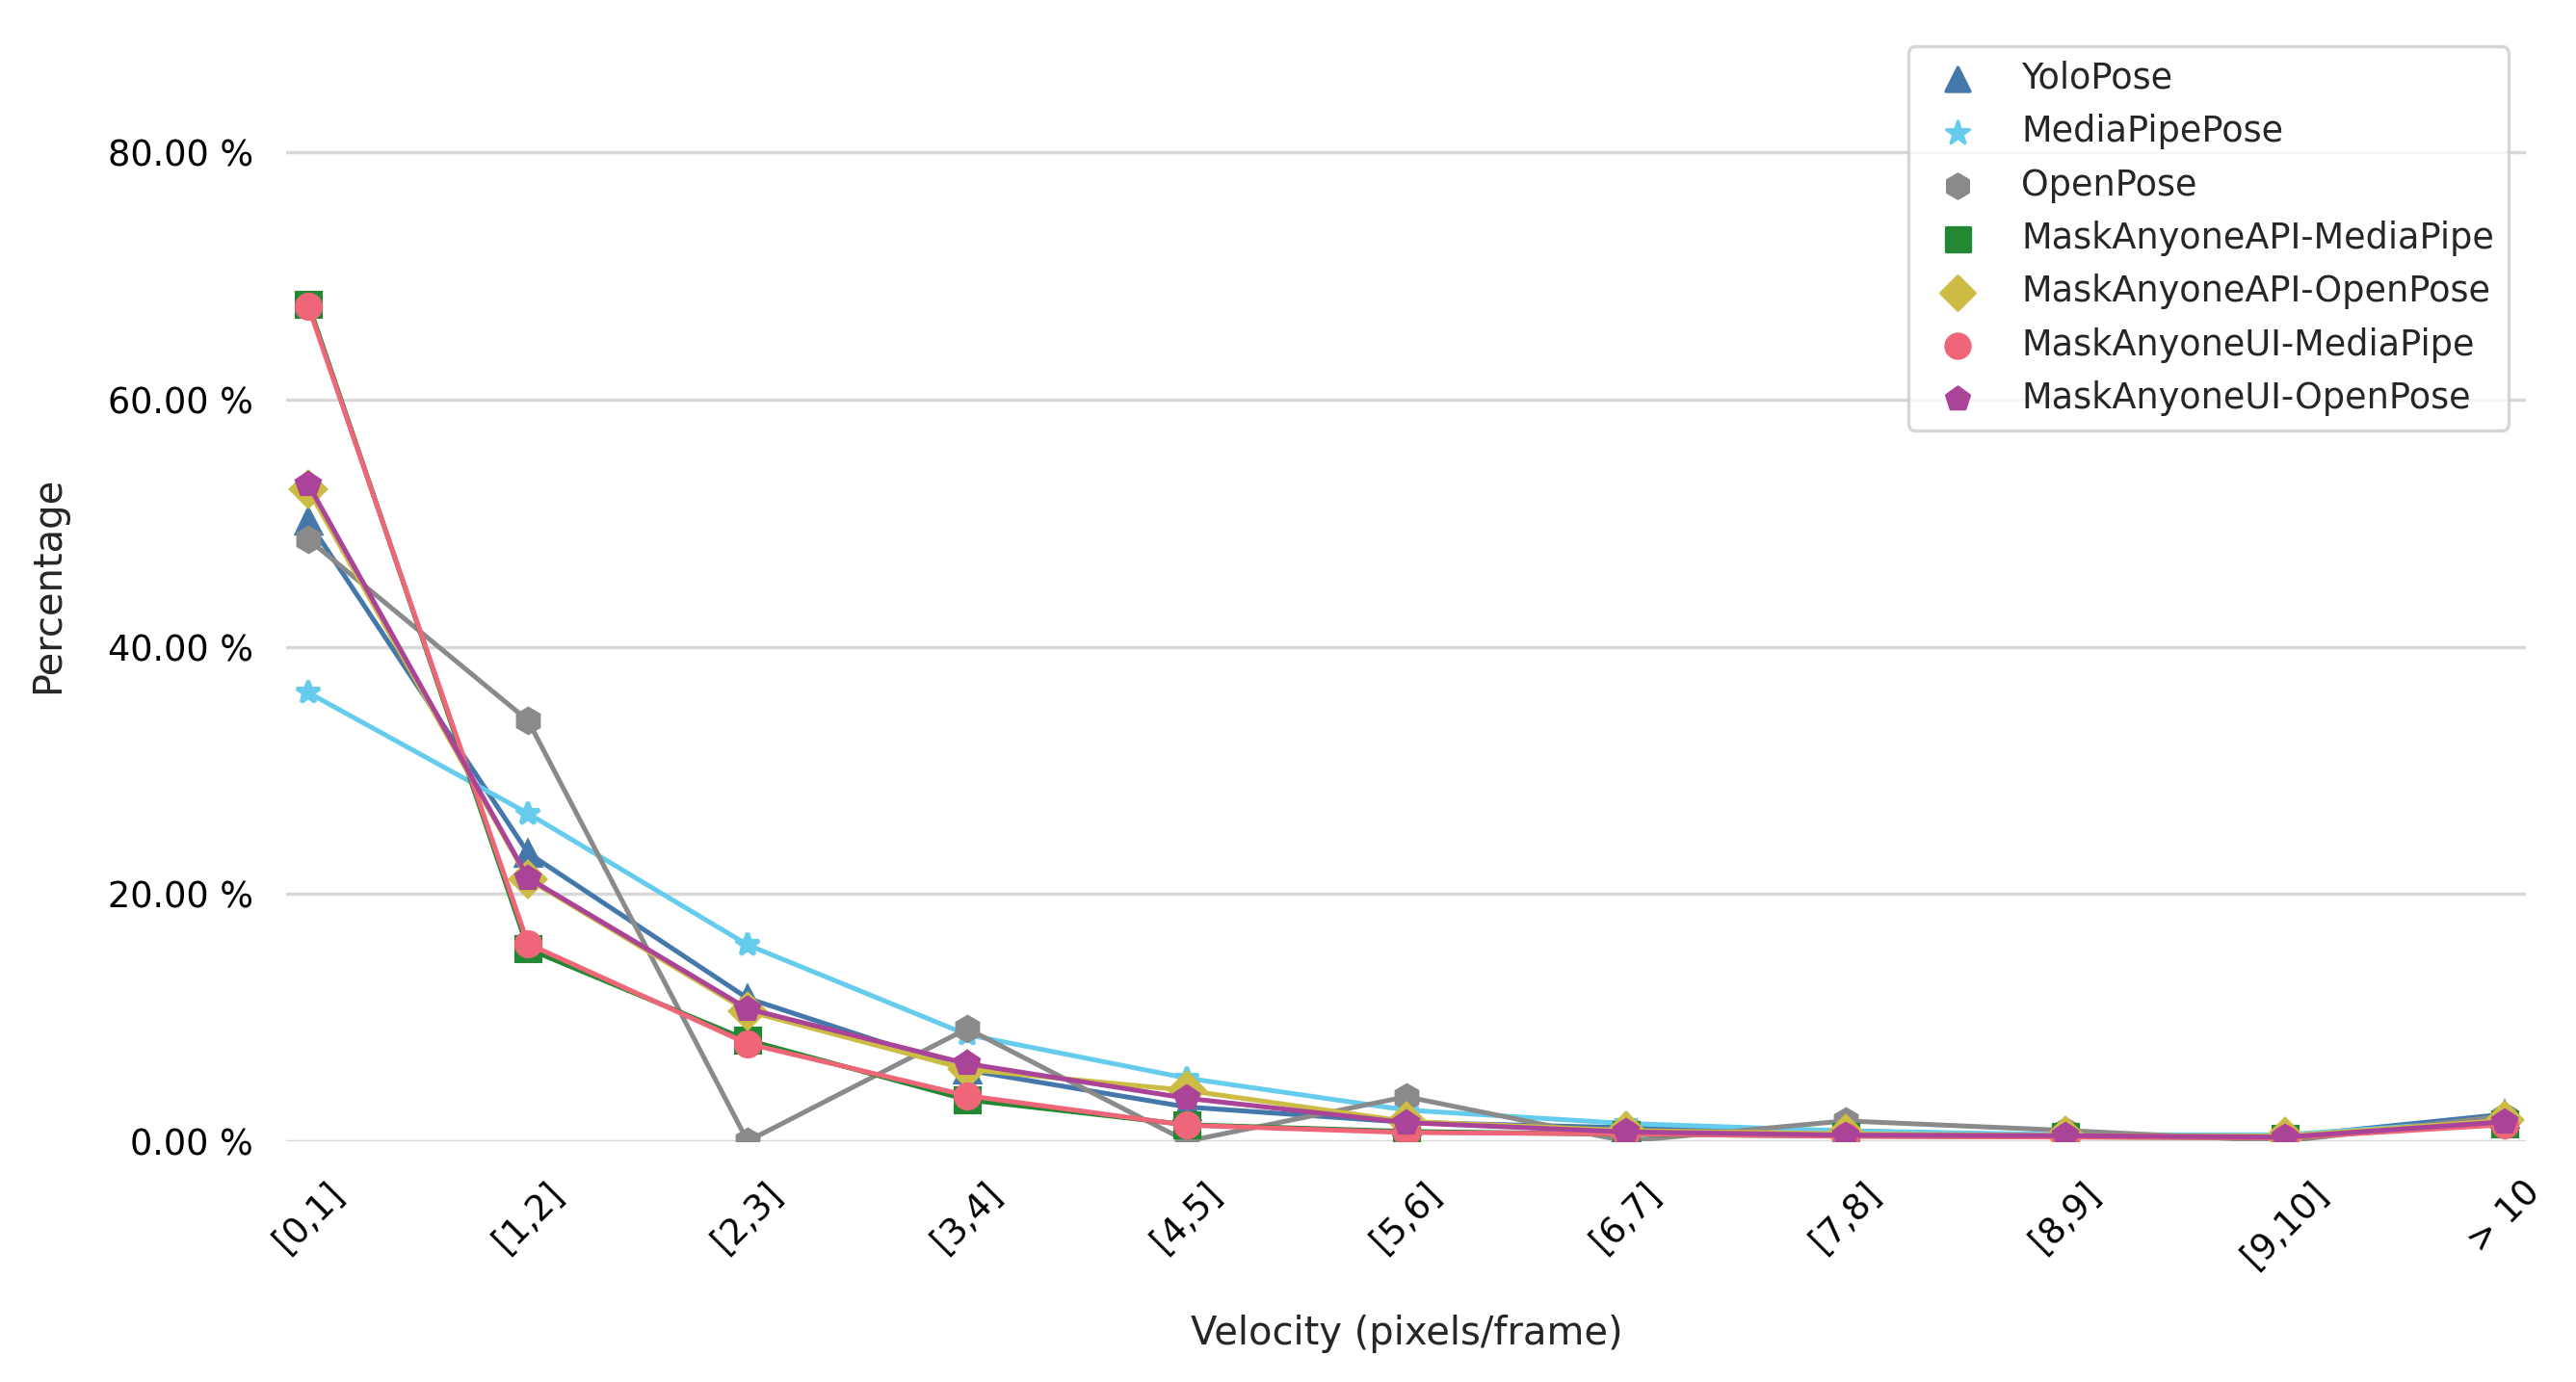 YoloPose
MediaPipePose
OpenPose
MaskAnyoneAPI-MediaPipe
MaskAnyoneAPI-OpenPose
MaskAnyoneUI-MediaPipe
MaskAnyoneUI-OpenPose
80.00 %
60.00 %
40.00 %
20.00 %
0.00 %
Percentage
[0,1]
[1,2]
[2,3]
[3,4]
[4,5]
[5,6]
[6,7]
[7,8]
[8,9]
[9,10]
> 10
Velocity (pixels/frame)